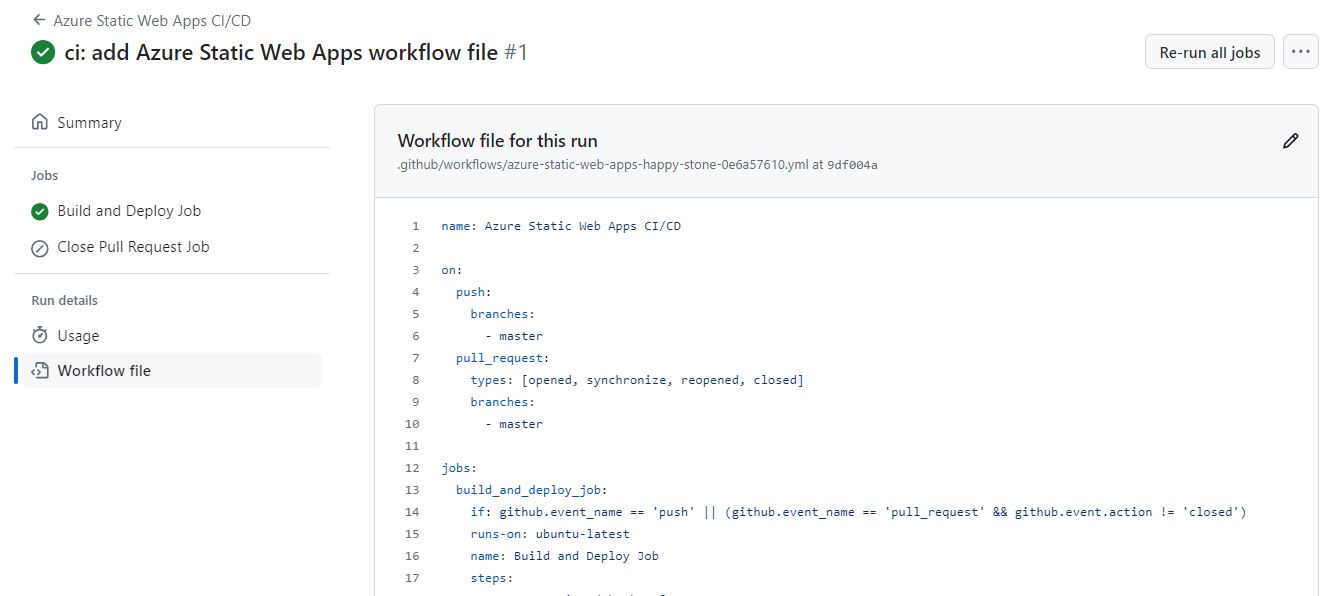 ← Azure Static Web Apps CI/CD
ci: add Azure Static Web Apps workflow file #1
Re-run all jobs
Summary
Jobs
Build and Deploy Job
Close Pull Request Job
Run details
Usage
Workflow file
Workflow file for this run
.github/workflows/azure-static-web-apps-happy-stone-0e6a57610.yml at 9df004a
1 name: Azure Static Web Apps CI/CD
2
3 on:
4   push:
5     branches:
6       - master
7   pull_request:
8     types: [opened, synchronize, reopened, closed]
9     branches:
10       - master
11
12 jobs:
13   build_and_deploy_job:
14     if: github.event_name == 'push' || (github.event_name == 'pull_request' && github.event.action != 'closed')
15     runs-on: ubuntu-latest
16     name: Build and Deploy Job
17     steps: